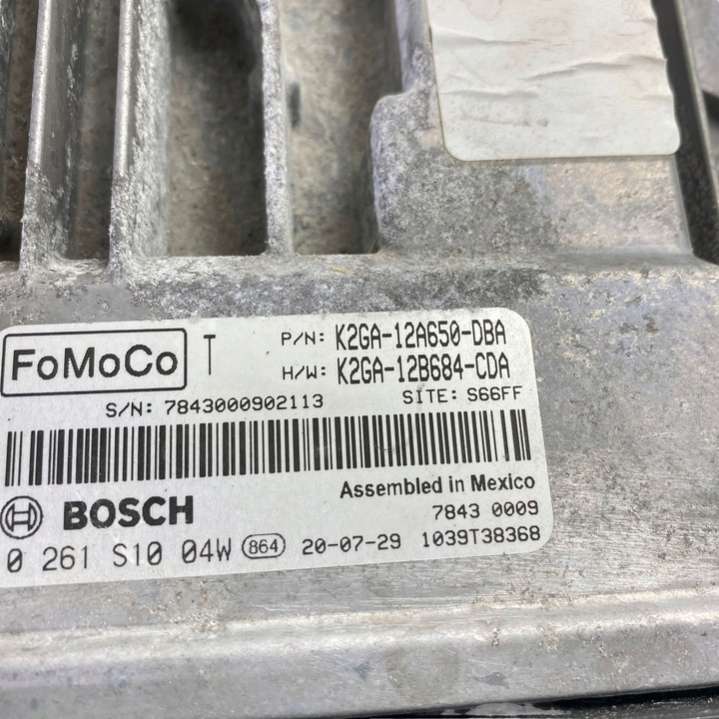 FoMoCo T P/N: K2GA-12A650-DBA
H/W: K2GA-12B684-CDA
S/N: 7843000902113 SITE: S66FF
Assembled in Mexico
BOSCH 7843 0009
0 261 S10 04W 864 20-07-29 1039T38368